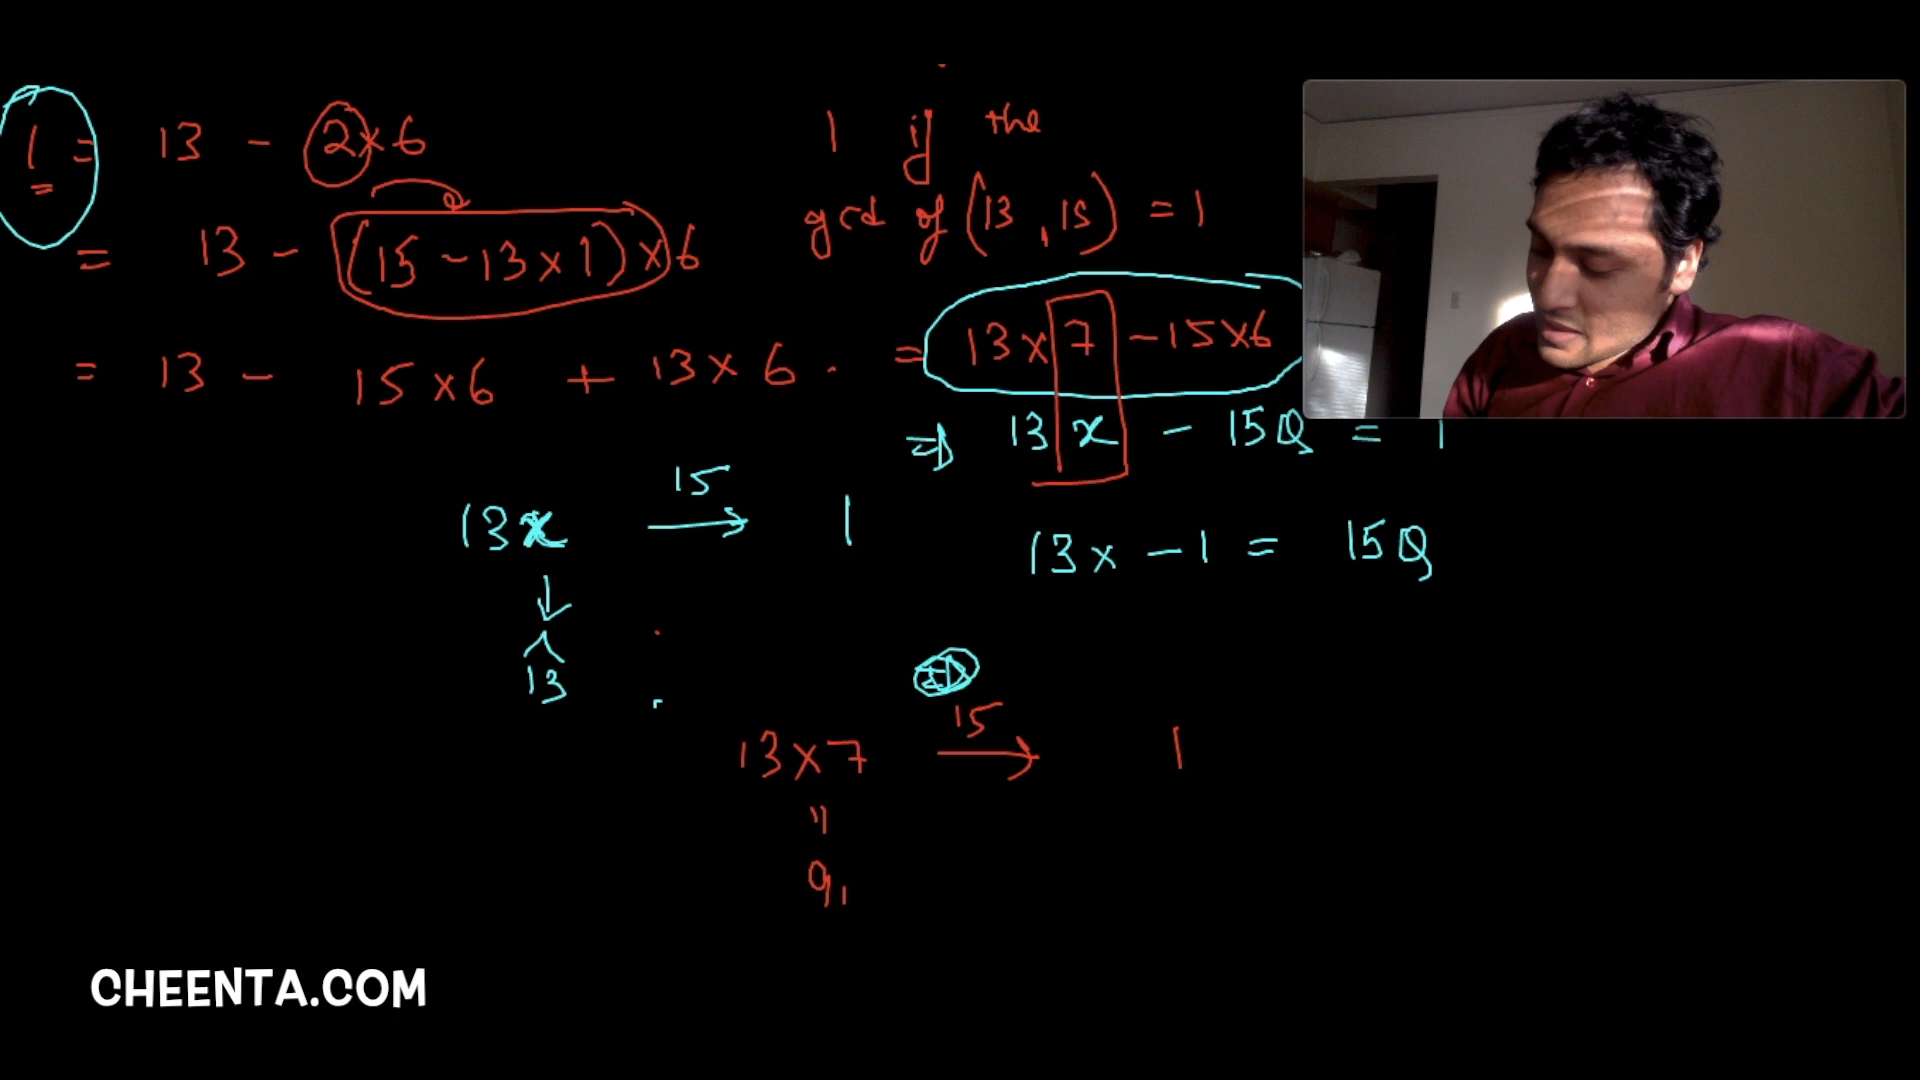 1 = 13 - 2×6
= 13 - (15 - 13×1)×6
= 13 - 15×6 + 13×6 .
1 if the
gcd of (13, 15) = 1
= 13×7 - 15×6
⇒ 13x - 15Q = 1
13x 15→ 1
13
13x - 1 = 15Q
13×7 15→ 1
"
91
CHEENTA.COM